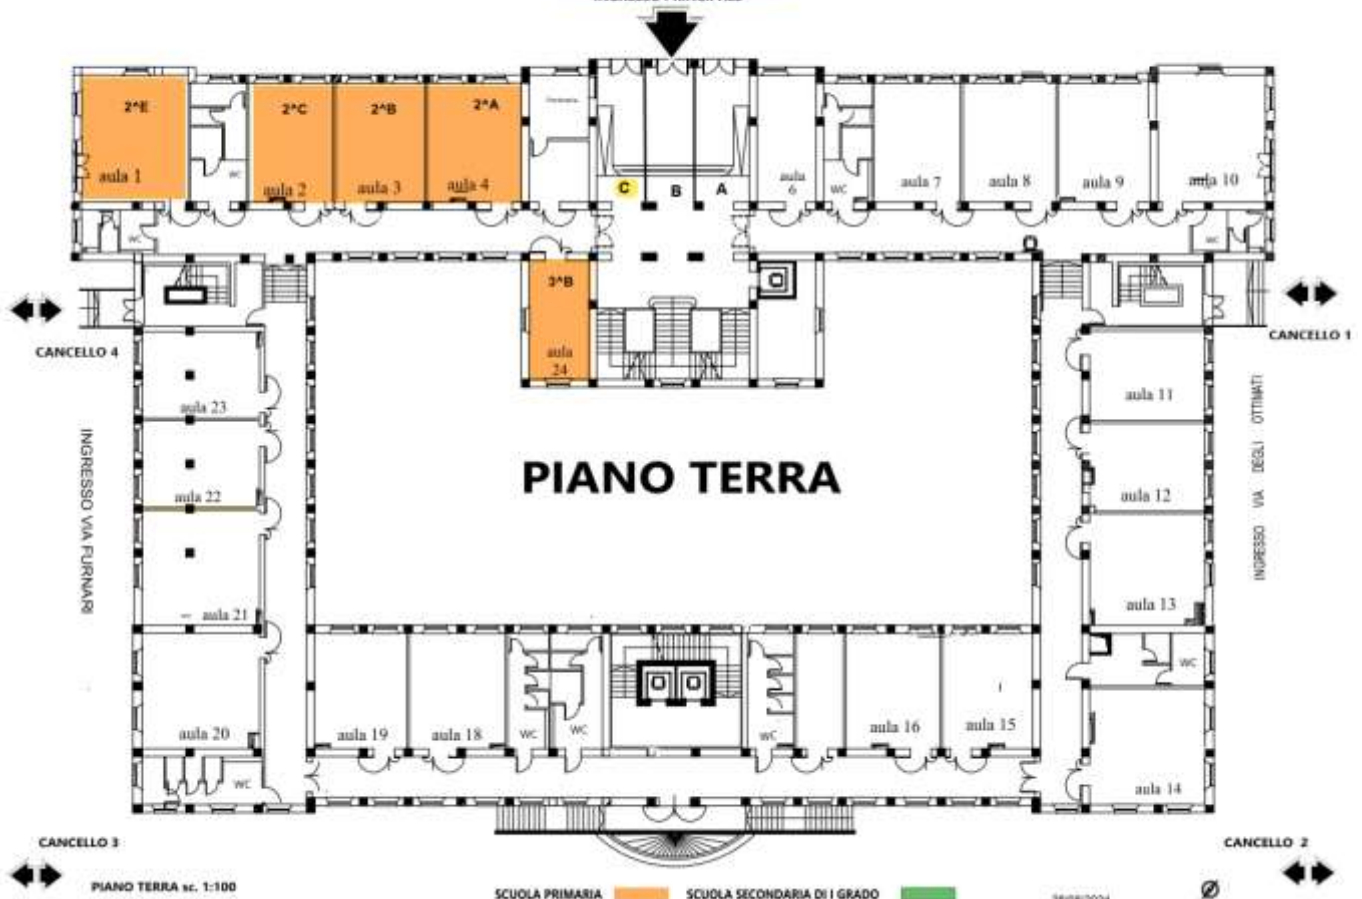 2^E
2^C
2^B
2^A
aula 1
WC
aula 2
aula 3
aula 4
C
B
A
aula
6
WC
aula 7
aula 8
aula 9
aula 10
WC
WC
3^B
aula
24
CANCELLO 4
CANCELLO 1
aula 23
aula 11
INGRESSO VIA FURNARI
INGRESSO VIA DEGLI OTTIMATI
PIANO TERRA
aula 22
aula 12
aula 21
aula 13
WC
aula 20
aula 19
aula 18
WC
WC
WC
aula 16
aula 15
WC
aula 14
CANCELLO 3
CANCELLO 2
PIANO TERRA sc. 1:100
SCUOLA PRIMARIA
SCUOLA SECONDARIA DI I GRADO